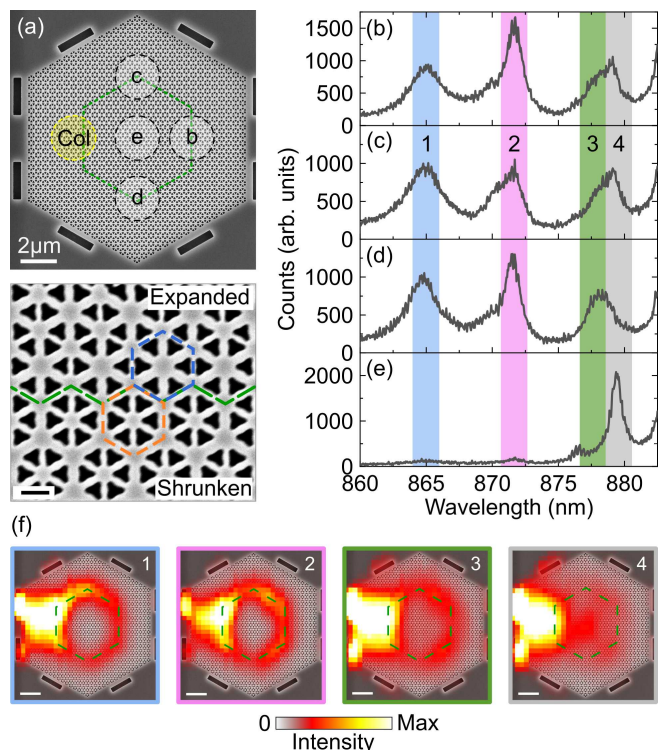 (a)
c
Col
e
b
d
2μm
Expanded
Shrunken
(b)
1500
1000
500
0
(c)
1
2
3
4
1000
500
0
(d)
1000
500
0
(e)
2000
1000
0
860
865
870
875
880
Wavelength (nm)
Counts (arb. units)
(f)
1
2
3
4
0
Max
Intensity